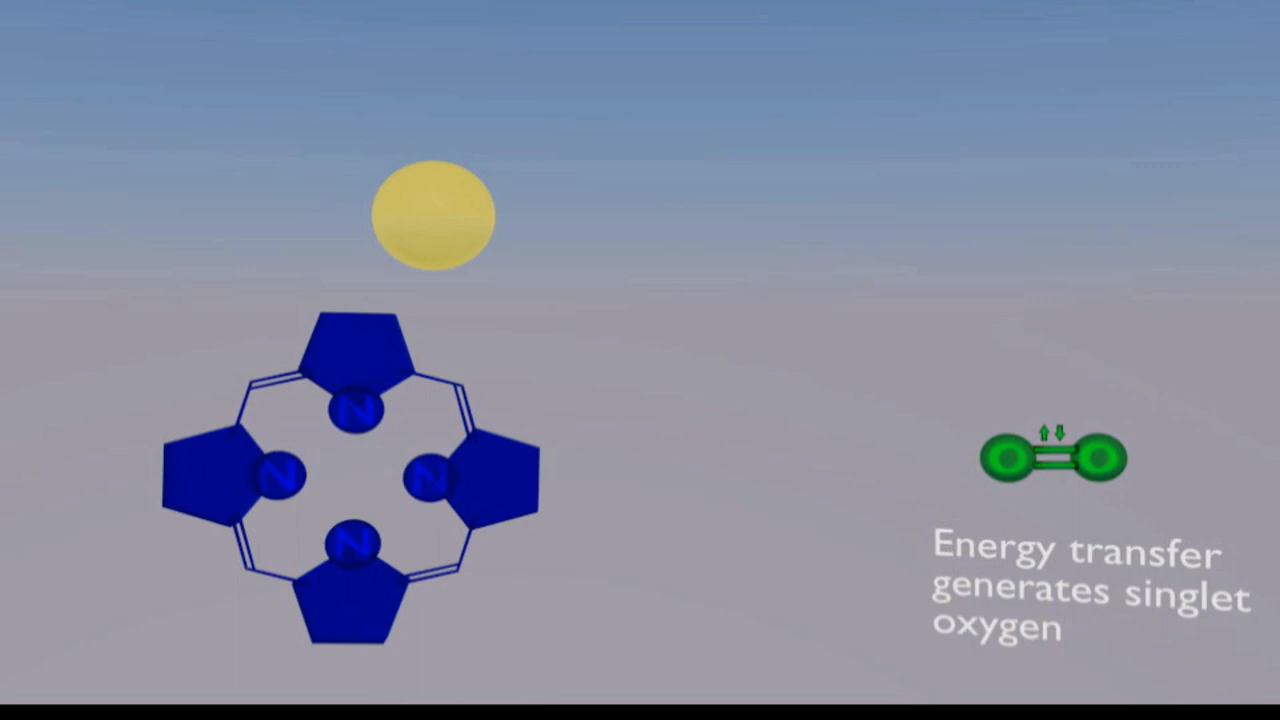 N
N N
N
Energy transfer
generates singlet
oxygen